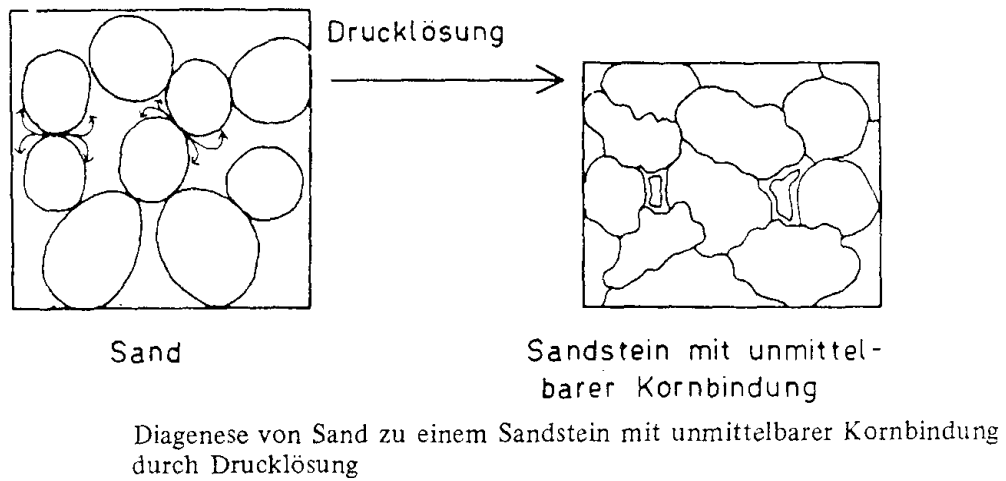 Drucklösung
Sand
Sandstein mit unmittel-
barer Kornbindung
Diagenese von Sand zu einem Sandstein mit unmittelbarer Kornbindung
durch Drucklösung